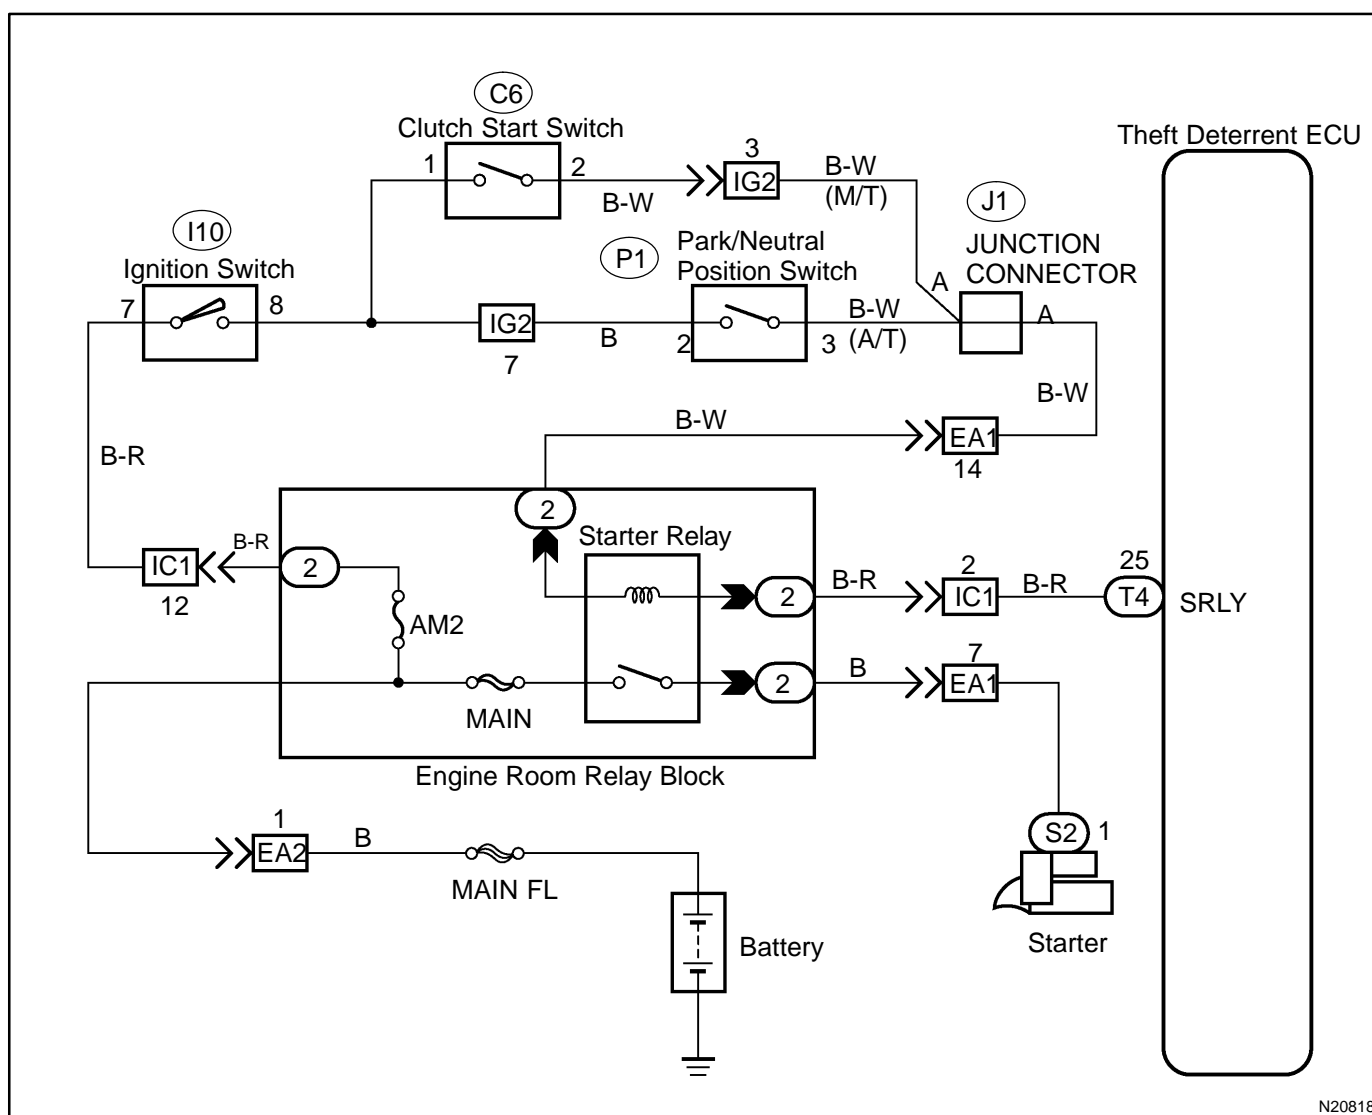 C6
Clutch Start Switch
Theft Deterrent ECU
1
2
B-W
3
IG2
B-W
(M/T)
J1
JUNCTION
CONNECTOR
I10
Ignition Switch
7
8
P1
Park/Neutral
Position Switch
IG2
7
B
2
3
B-W
(A/T)
A
A
B-W
B-W
EA1
14
B-R
2
Starter Relay
IC1
12
B-R
2
AM2
MAIN
2
B-R
2
IC1
B-R
25
T4
SRLY
2
B
7
EA1
Engine Room Relay Block
1
EA2
B
MAIN FL
S2
1
Starter
Battery
N20818